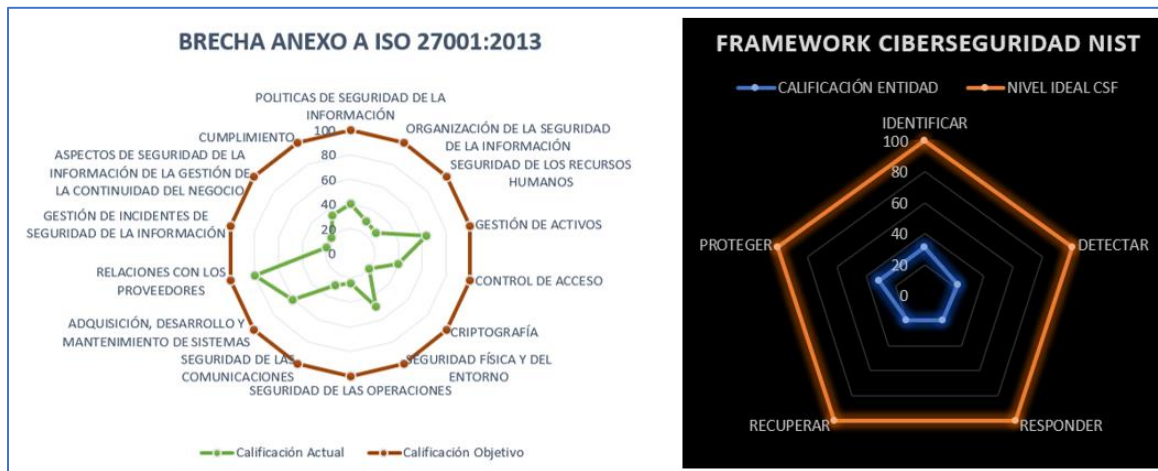 BRECHA ANEXO A ISO 27001:2013
POLITICAS DE SEGURIDAD DE LA
INFORMACIÓN
ORGANIZACIÓN DE LA SEGURIDAD
DE LA INFORMACIÓN
SEGURIDAD DE LOS RECURSOS
HUMANOS
GESTIÓN DE ACTIVOS
CONTROL DE ACCESO
CRIPTOGRAFÍA
SEGURIDAD FÍSICA Y DEL
ENTORNO
SEGURIDAD DE LAS OPERACIONES
SEGURIDAD DE LAS
COMUNICACIONES
ADQUISICIÓN, DESARROLLO Y
MANTENIMIENTO DE SISTEMAS
RELACIONES CON LOS
PROVEEDORES
GESTIÓN DE INCIDENTES DE
SEGURIDAD DE LA INFORMACIÓN
ASPECTOS DE SEGURIDAD DE LA
INFORMACIÓN DE LA GESTIÓN DE
LA CONTINUIDAD DEL NEGOCIO
CUMPLIMIENTO
100
80
60
40
20
0
Calificación Actual
Calificación Objetivo
FRAMEWORK CIBERSEGURIDAD NIST
CALIFICACIÓN ENTIDAD
NIVEL IDEAL CSF
IDENTIFICAR
100
80
60
40
20
0
DETECTAR
RESPONDER
RECUPERAR
PROTEGER